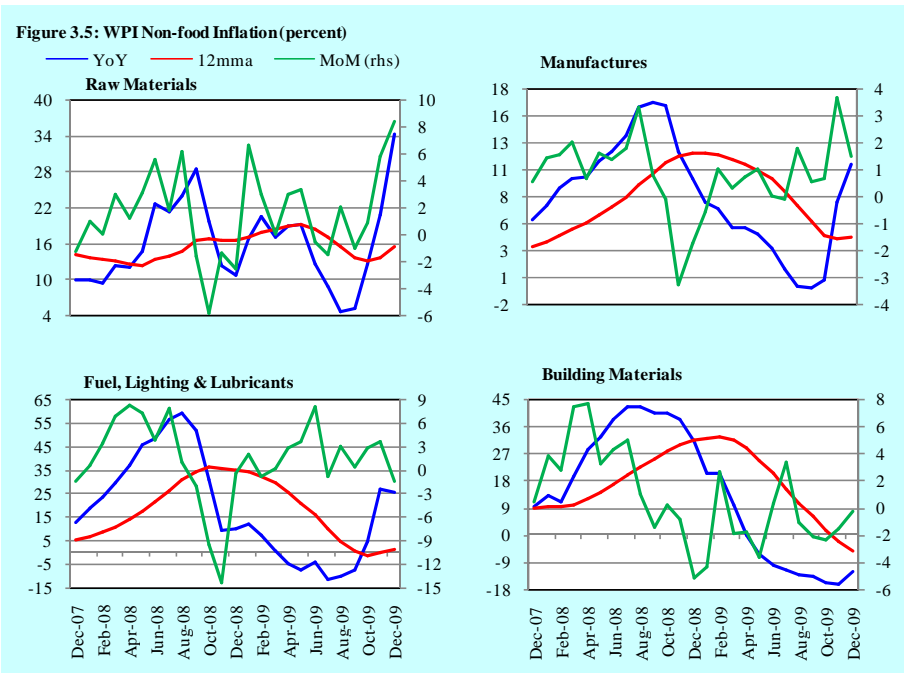 Figure 3.5: WPI Non-food Inflation (percent)
YoY 12mma MoM (rhs)
Raw Materials
40 34 28 22 16 10 4
10 8 6 4 2 0 -2 -4 -6
Manufactures
18 16 13 11 8 6 3 1 -2
4 3 2 1 0 -1 -2 -3 -4
Fuel, Lighting & Lubricants
65 55 45 35 25 15 5 -5 -15
9 6 3 0 -3 -6 -9 -12 -15
Dec-07 Feb-08 Apr-08 Jun-08 Aug-08 Oct-08 Dec-08 Feb-09 Apr-09 Jun-09 Aug-09 Oct-09 Dec-09
Building Materials
45 36 27 18 9 0 -9 -18
8 6 4 2 0 -2 -4 -6
Dec-07 Feb-08 Apr-08 Jun-08 Aug-08 Oct-08 Dec-08 Feb-09 Apr-09 Jun-09 Aug-09 Oct-09 Dec-09